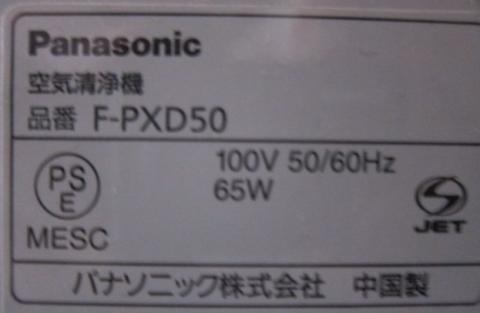 Panasonic
空気清浄機
品番 F-PXD50
PS
E
MESC
100V 50/60Hz
65W
S
JET
パナソニック株式会社 中国製